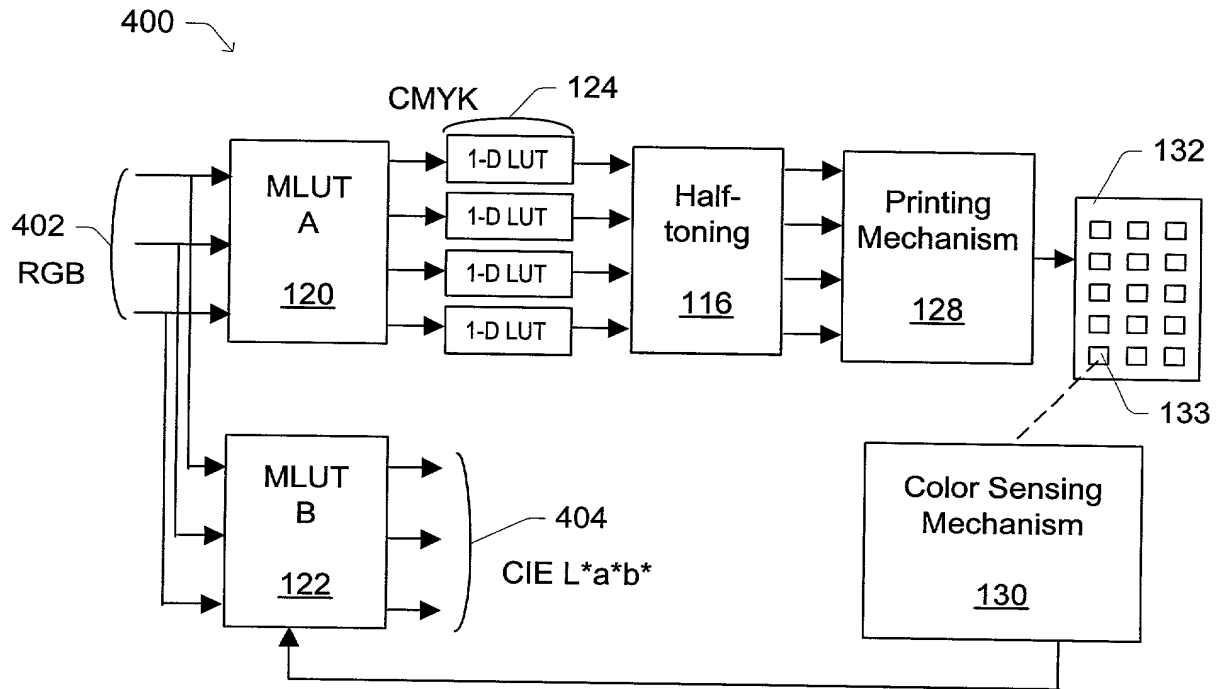 400
CMYK
124
402
RGB
MLUT
A
120
1-D LUT
1-D LUT
1-D LUT
1-D LUT
Half-
toning
116
Printing
Mechanism
128
132
133
MLUT
B
122
404
CIE L*a*b*
Color Sensing
Mechanism
130